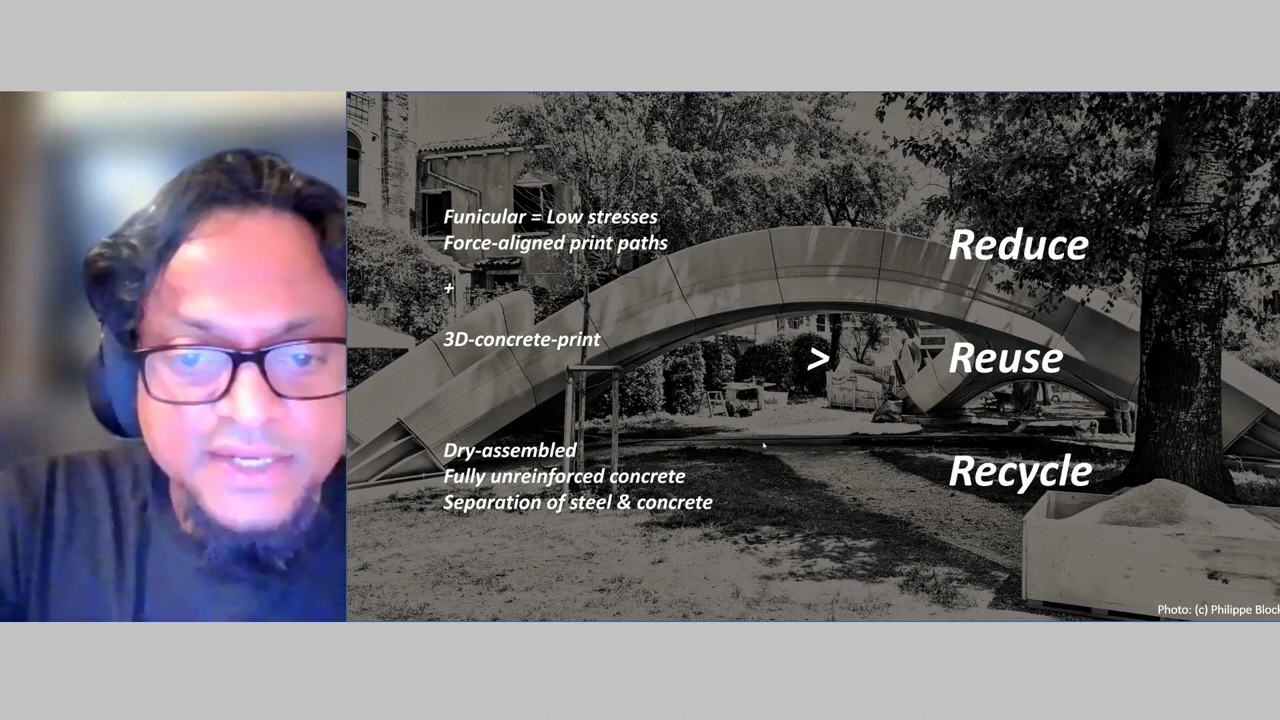 Funicular = Low stresses
Force-aligned print paths
+
3D-concrete-print
Dry-assembled
Fully unreinforced concrete
Separation of steel & concrete
>
Reduce
Reuse
Recycle
Photo: (c) Philippe Block